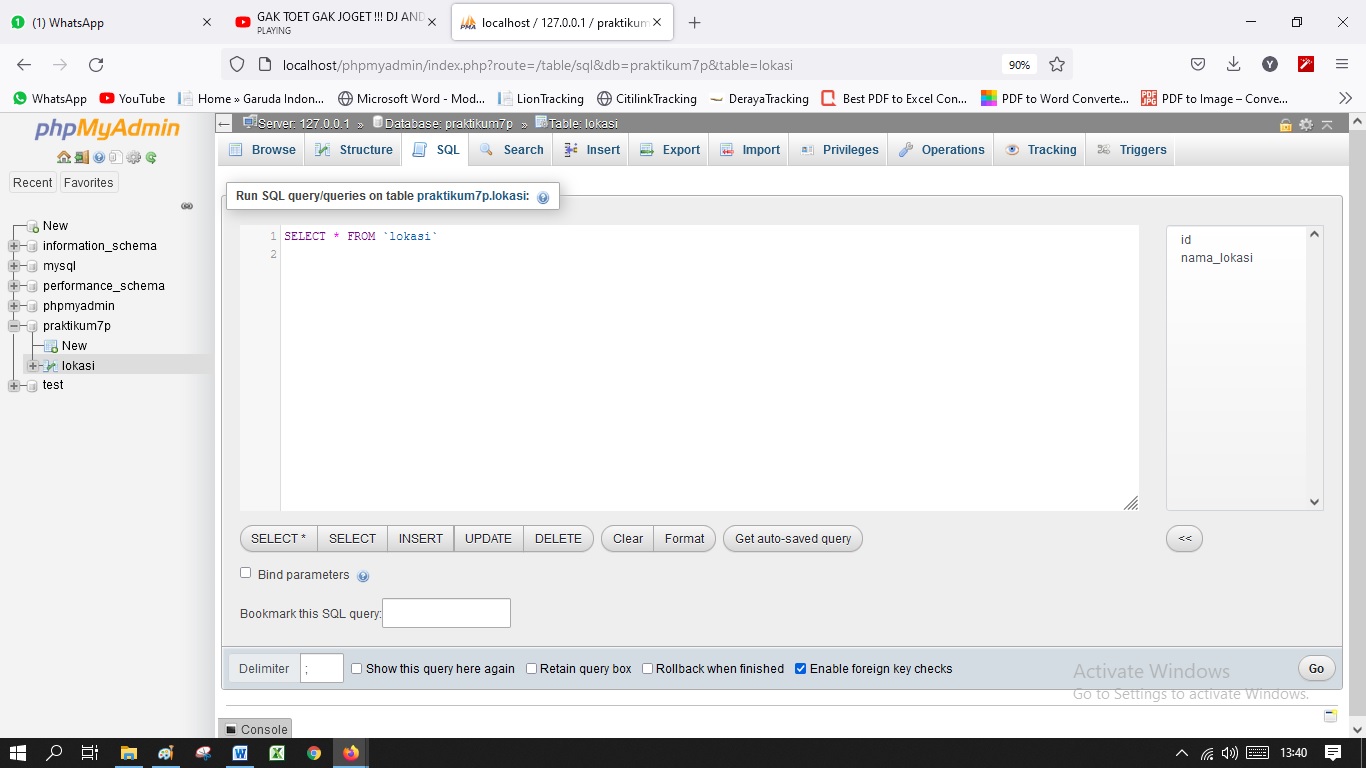 (1) WhatsApp
GAK TOET GAK JOGET !!! DJ AND
PLAYING
localhost / 127.0.0.1 / praktikum
localhost/phpmyadmin/index.php?route=/table/sql&db=praktikum7p&table=lokasi
90%
Y
WhatsApp YouTube Home » Garuda Indon... Microsoft Word - Mod... LionTracking CitilinkTracking DerayaTracking Best PDF to Excel Con... PDF to Word Converte... PDF to Image – Conve...
phpMyAdmin
Recent Favorites
New
information_schema
mysql
performance_schema
phpmyadmin
praktikum7p
New
lokasi
test
Server: 127.0.0.1 » Database: praktikum7p » Table: lokasi
Browse Structure SQL Search Insert Export Import Privileges Operations Tracking Triggers
Run SQL query/queries on table praktikum7p.lokasi:
1 SELECT * FROM `lokasi`
2
id
nama_lokasi
SELECT * SELECT INSERT UPDATE DELETE Clear Format Get auto-saved query <<
Bind parameters
Bookmark this SQL query:
Delimiter ; Show this query here again Retain query box Rollback when finished Enable foreign key checks Go
Activate Windows
Go to Settings to activate Windows.
Console
13:40